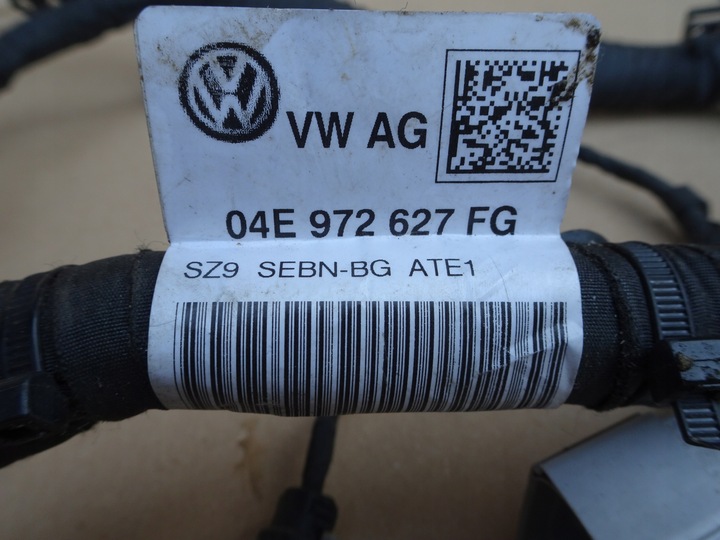 VW AG
04E 972 627 FG
SZ9 SEBN-BG ATE1